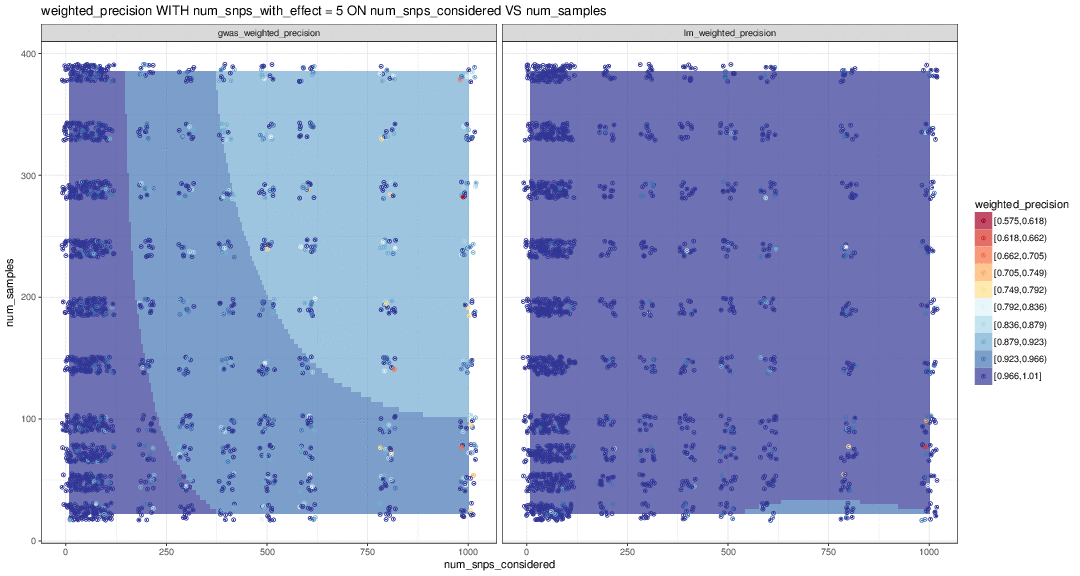 weighted_precision WITH num_snps_with_effect = 5 ON num_snps_considered VS num_samples
gwas_weighted_precision
lm_weighted_precision
400
300
200
100
0
num_samples
0 250 500 750 1000
0 250 500 750 1000
num_snps_considered
weighted_precision
[0.575,0.618)
[0.618,0.662)
[0.662,0.705)
[0.705,0.749)
[0.749,0.792)
[0.792,0.836)
[0.836,0.879)
[0.879,0.923)
[0.923,0.966)
[0.966,1.01]